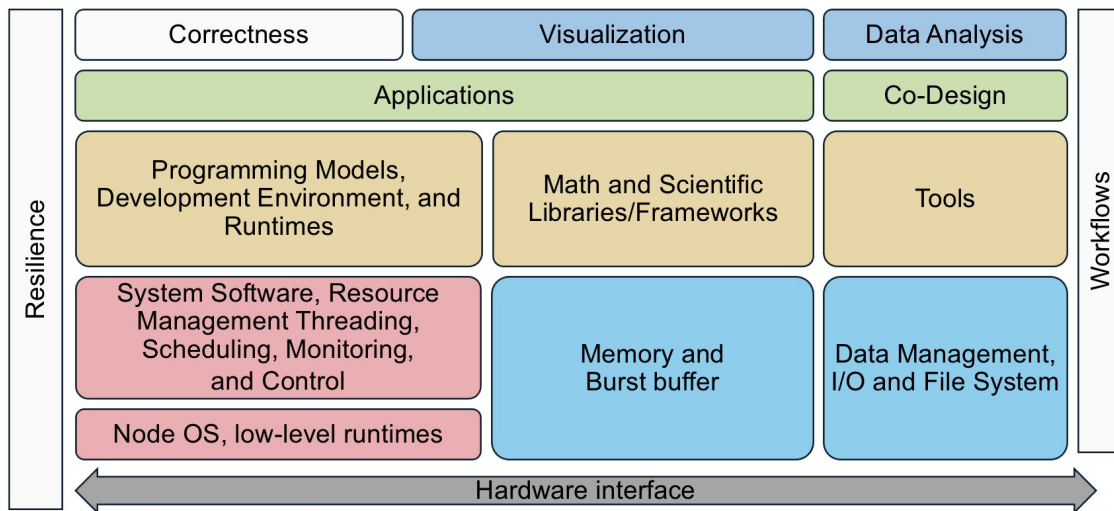 Resilience
Correctness
Visualization
Data Analysis
Applications
Co-Design
Programming Models,
Development Environment, and
Runtimes
Math and Scientific
Libraries/Frameworks
Tools
System Software, Resource
Management Threading,
Scheduling, Monitoring,
and Control
Memory and
Burst buffer
Data Management,
I/O and File System
Node OS, low-level runtimes
Hardware interface
Workflows